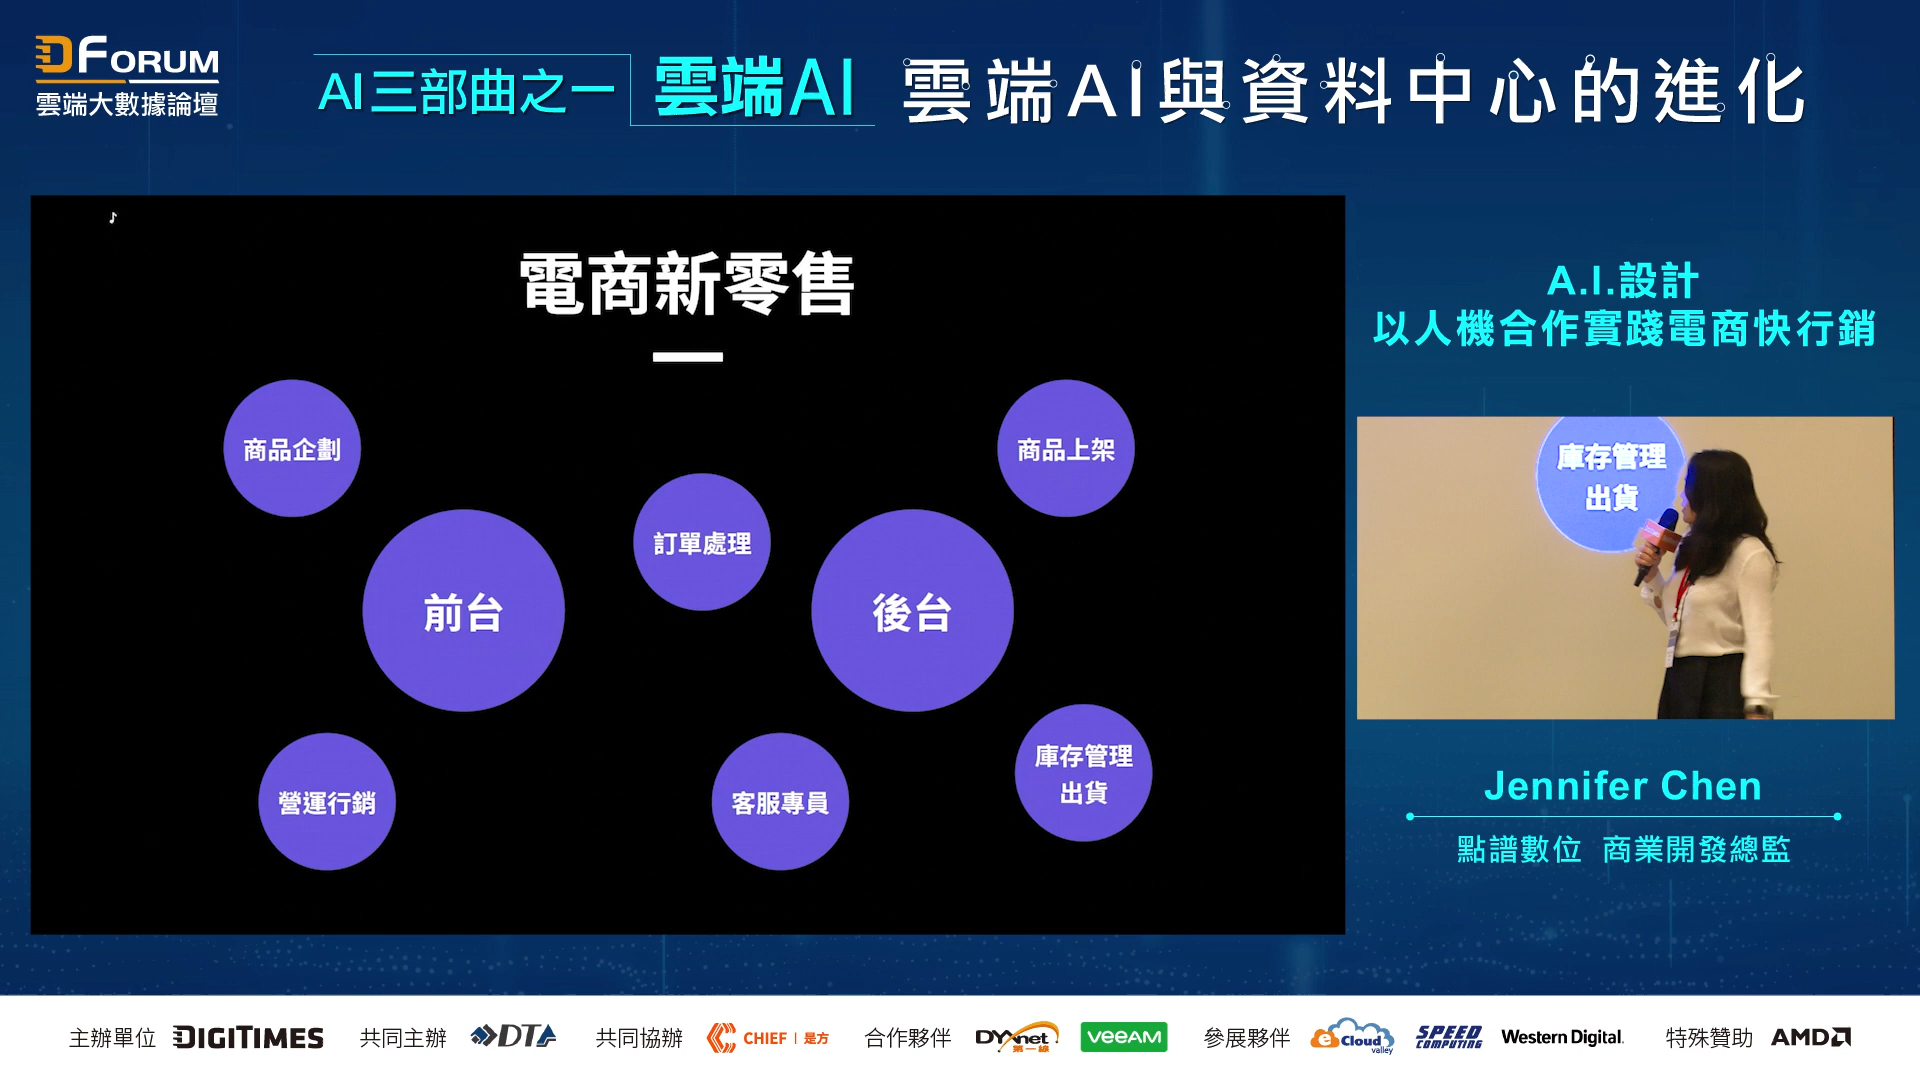 DFORUM
雲端大數據論壇
AI三部曲之一 雲端AI 雲端AI與資料中心的進化
電商新零售
商品企劃
商品上架
訂單處理
前台
後台
營運行銷
客服專員
庫存管理
出貨
A.I.設計
以人機合作實踐電商快行銷
庫存管理
出貨
Jennifer Chen
點譜數位 商業開發總監
主辦單位 DIGITIMES 共同主辦 DTA 共同協辦 CHIEF 是方 合作夥伴 DYXnet 第一線 veeAM 參展夥伴 eCloud valley SPEED COMPUTING Western Digital. 特殊贊助 AMD